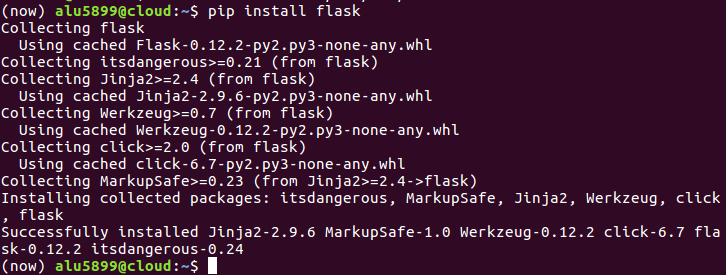 (now) alu5899@cloud:~$ pip install flask
Collecting flask
  Using cached Flask-0.12.2-py2.py3-none-any.whl
Collecting itsdangerous>=0.21 (from flask)
Collecting Jinja2>=2.4 (from flask)
  Using cached Jinja2-2.9.6-py2.py3-none-any.whl
Collecting Werkzeug>=0.7 (from flask)
  Using cached Werkzeug-0.12.2-py2.py3-none-any.whl
Collecting click>=2.0 (from flask)
  Using cached click-6.7-py2.py3-none-any.whl
Collecting MarkupSafe>=0.23 (from Jinja2>=2.4->flask)
Installing collected packages: itsdangerous, MarkupSafe, Jinja2, Werkzeug, click
, flask
Successfully installed Jinja2-2.9.6 MarkupSafe-1.0 Werkzeug-0.12.2 click-6.7 fla
sk-0.12.2 itsdangerous-0.24
(now) alu5899@cloud:~$